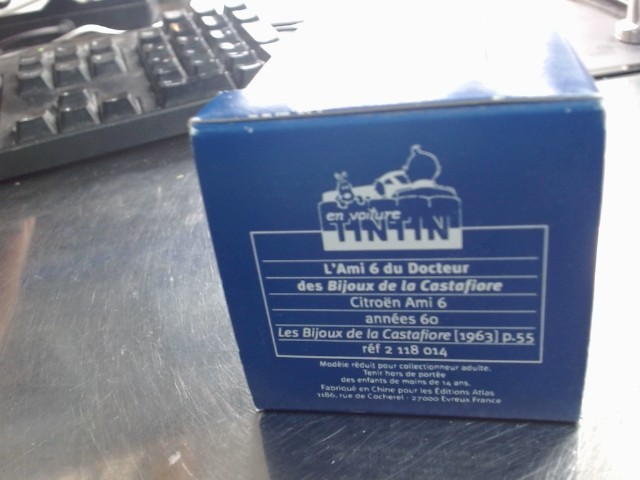 en voiture
TINTIN
L'Ami 6 du Docteur
des Bijoux de la Castafiore
Citroën Ami 6
années 60
Les Bijoux de la Castafiore [1963] p.55
réf 2 118 014
Modèle réduit pour collectionneur adulte.
Tenir hors de portée
des enfants de moins de 14 ans.
Fabriqué en Chine pour les Éditions Atlas
1186, rue de Cocherel - 27000 Evreux France